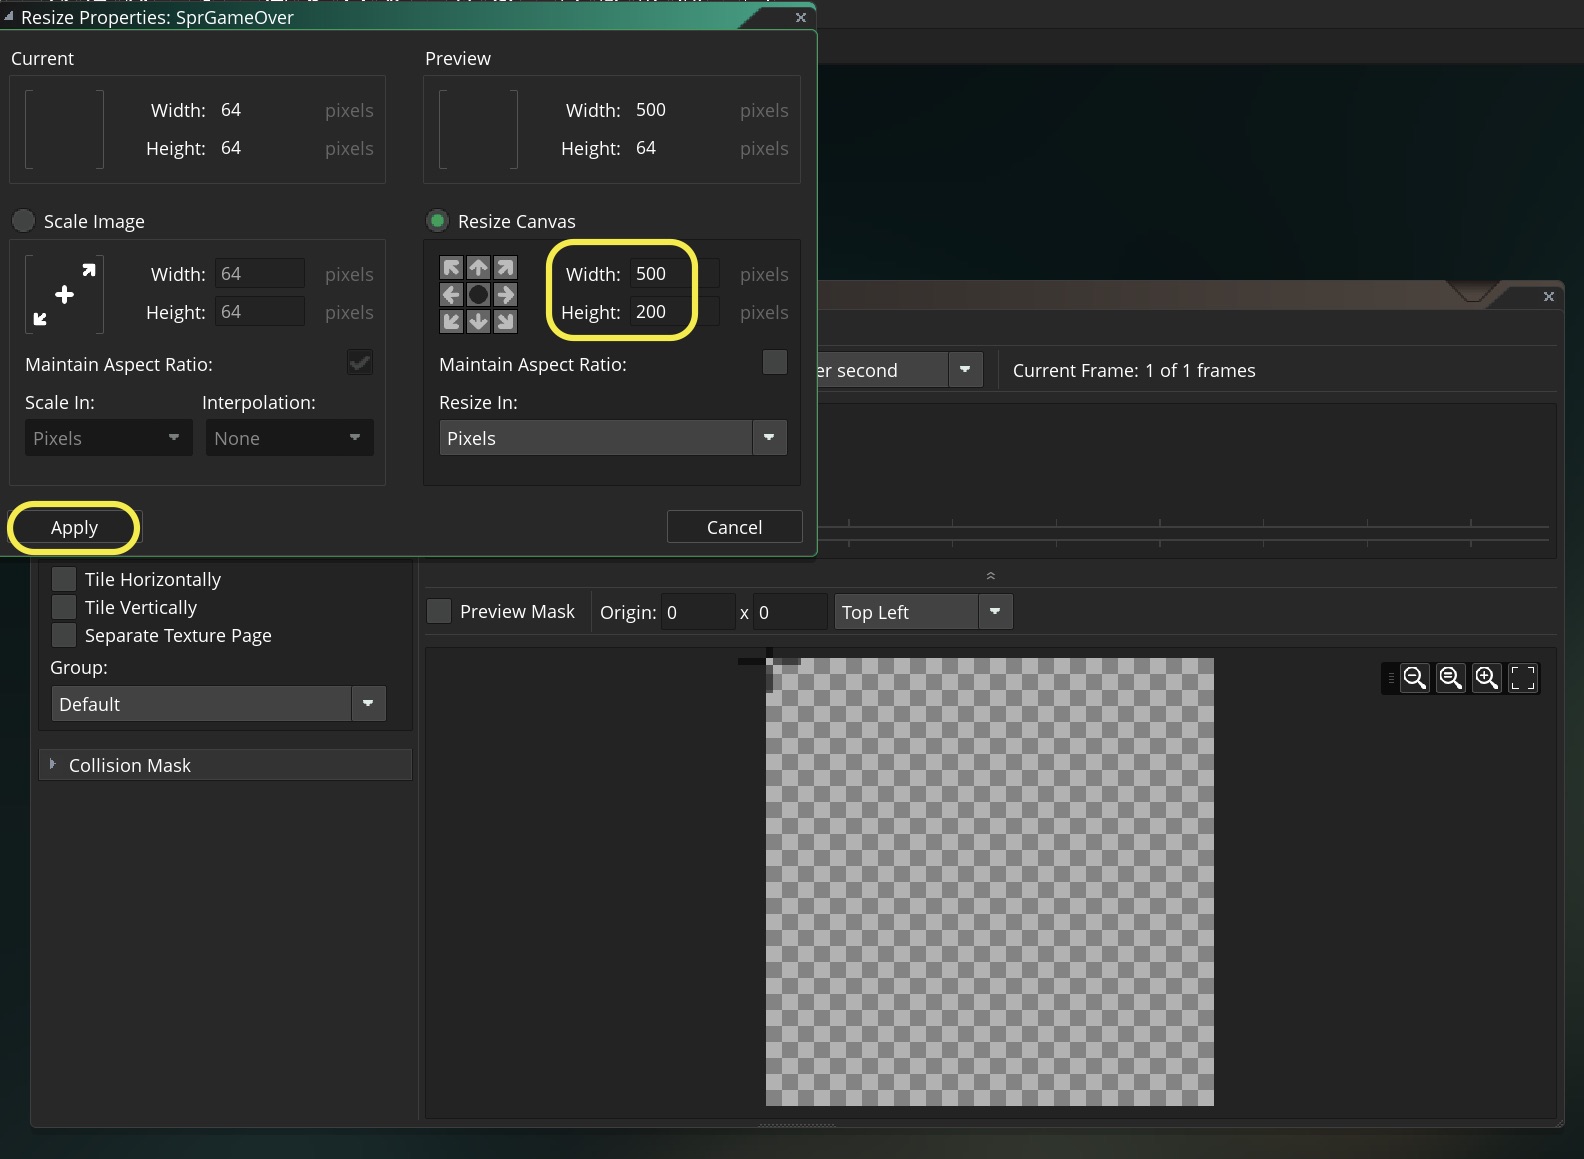 Resize Properties: SprGameOver
Current
Width: 64 pixels
Height: 64 pixels
Preview
Width: 500 pixels
Height: 64 pixels
Scale Image
Width: 64 pixels
Height: 64 pixels
Maintain Aspect Ratio:
Scale In: Interpolation:
Pixels None
Resize Canvas
Width: 500 pixels
Height: 200 pixels
Maintain Aspect Ratio:
Resize In:
Pixels
Apply Cancel
er second Current Frame: 1 of 1 frames
Tile Horizontally
Tile Vertically
Separate Texture Page
Group:
Default
Collision Mask
Preview Mask Origin: 0 x 0 Top Left